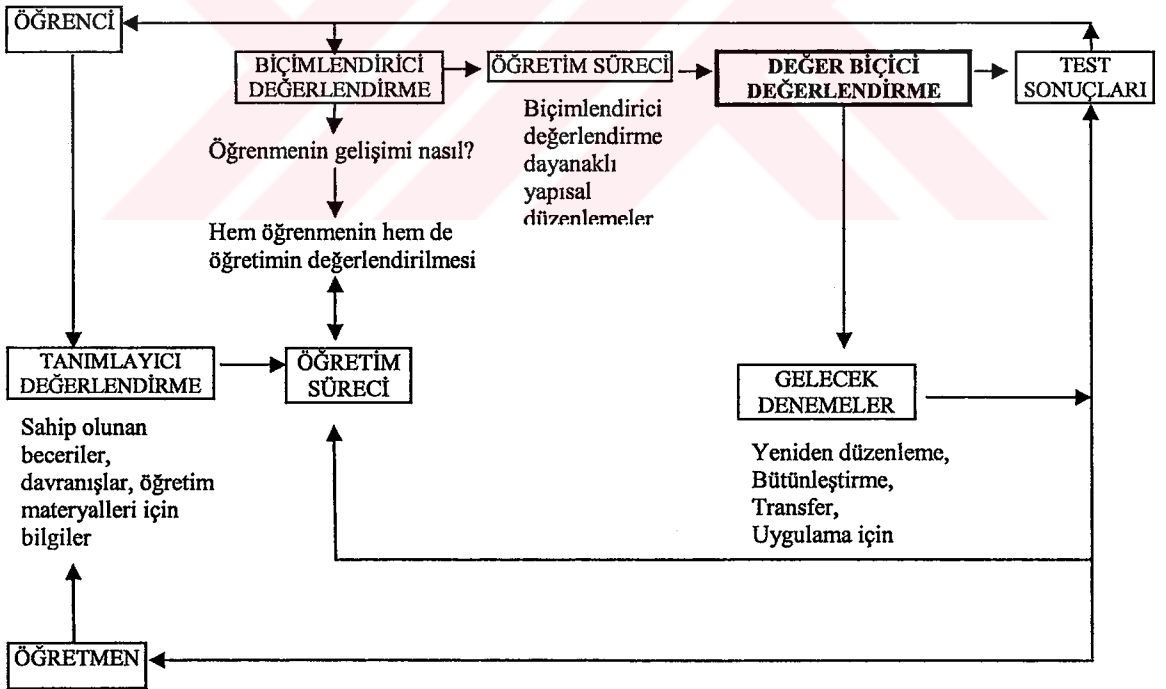 ÖĞRENCİ
BİÇİMLENDİRİCİ
DEĞERLENDİRME
ÖĞRETİM SÜRECİ
DEĞER BİÇİCİ
DEĞERLENDİRME
TEST
SONUÇLARI
Öğrenmenin gelişimi nasıl?
Biçimlendirici
değerlendirme
dayanaklı
yapısal
düzenlemeler
Hem öğrenmenin hem de
öğretimin değerlendirilmesi
TANIMLAYICI
DEĞERLENDİRME
ÖĞRETİM
SÜRECİ
GELECEK
DENEMELER
Sahip olunan
beceriler,
davranışlar, öğretim
materyalleri için
bilgiler
Yeniden düzenleme,
Bütünleştirme,
Transfer,
Uygulama için
ÖĞRETMEN